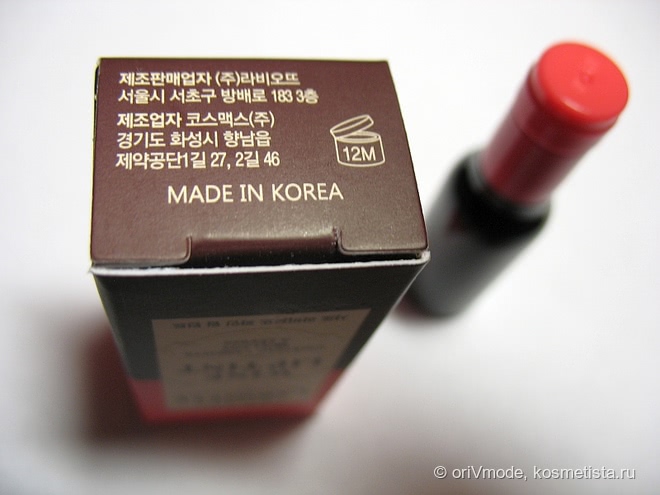 제조판매업자 (주)라비오뜨
서울시 서초구 방배로 183 3층
제조업자 코스맥스(주)
경기도 화성시 향남읍
제약공단1길 27, 2길 46
12M
MADE IN KOREA
© oriVmode, kosmetista.ru